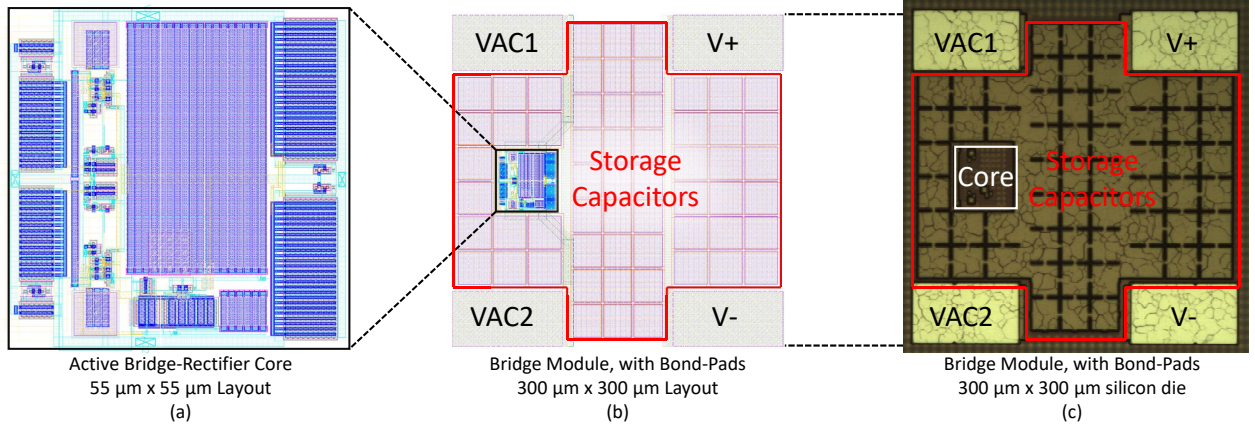 VAC1
V+
Storage
Capacitors
VAC2
V-
VAC1
V+
Core
Storage
Capacitors
VAC2
V-
Active Bridge-Rectifier Core
55 µm x 55 µm Layout
(a)
Bridge Module, with Bond-Pads
300 µm x 300 µm Layout
(b)
Bridge Module, with Bond-Pads
300 µm x 300 µm silicon die
(c)